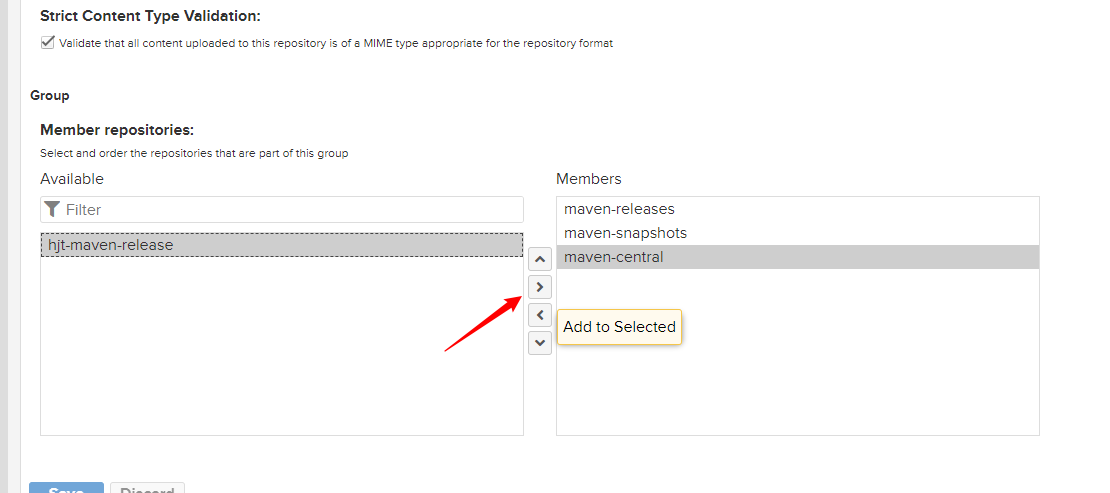 Strict Content Type Validation:
Validate that all content uploaded to this repository is of a MIME type appropriate for the repository format
Group
Member repositories:
Select and order the repositories that are part of this group
Available
Members
Filter
hjt-maven-release
maven-releases
maven-snapshots
maven-central
Add to Selected
Save
Discard